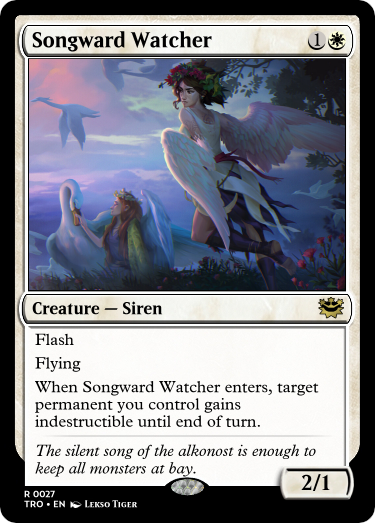 Songward Watcher 1
Creature — Siren
Flash
Flying
When Songward Watcher enters, target
permanent you control gains
indestructible until end of turn.
The silent song of the alkonost is enough to
keep all monsters at bay.
2/1
R 0027
TRO • EN Lekso Tiger